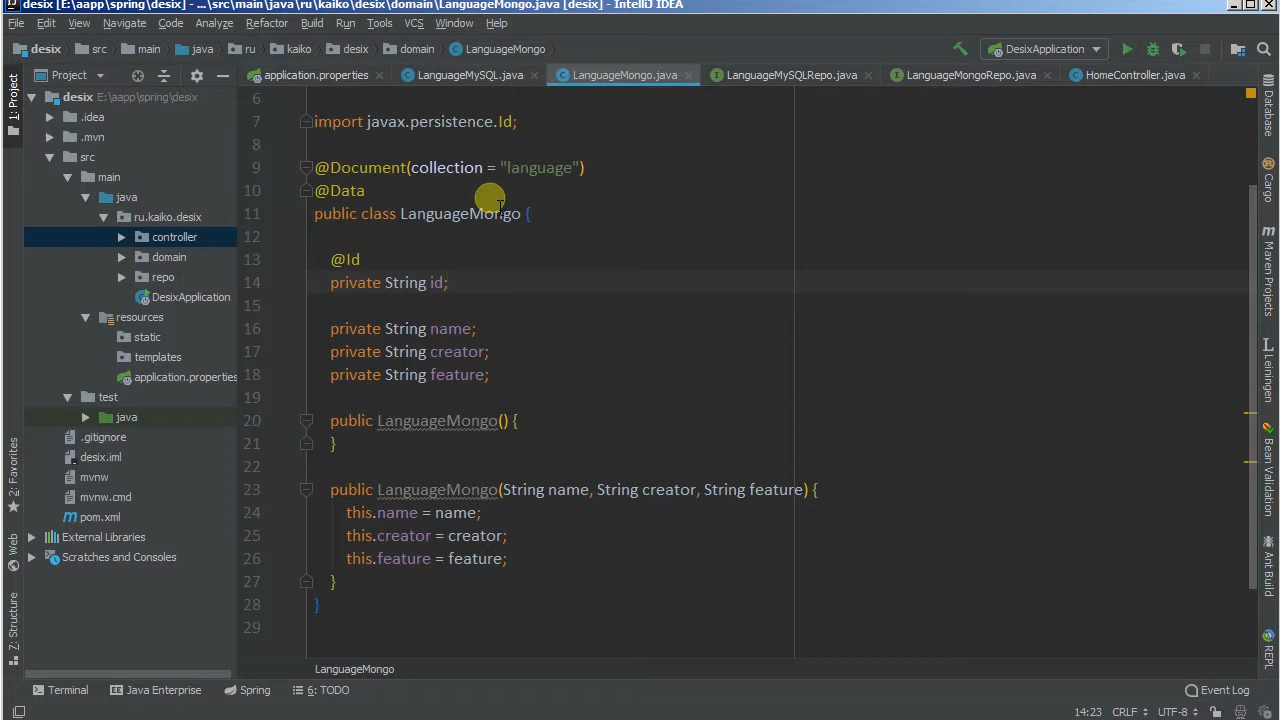 desix [E:\aapp\spring\desix] - ...\src\main\java\ru\kaiko\desix\domain\LanguageMongo.java [desix] - IntelliJ IDEA
File Edit View Navigate Code Analyze Refactor Build Run Tools VCS Window Help
desix src main java ru kaiko desix domain LanguageMongo DesixApplication
Project application.properties LanguageMySQL.java LanguageMongo.java LanguageMySQLRepo.java LanguageMongoRepo.java HomeController.java
1: Project
2: Favorites
Web
7: Structure
desix E:\aapp\spring\desix
.idea
.mvn
src
main
java
ru.kaiko.desix
controller
domain
repo
DesixApplication
resources
static
templates
application.properties
test
java
.gitignore
desix.iml
mvnw
mvnw.cmd
pom.xml
External Libraries
Scratches and Consoles
6
7 import javax.persistence.Id;
8
9 @Document(collection = "language")
10 @Data
11 public class LanguageMongo {
12
13 @Id
14 private String id;
15
16 private String name;
17 private String creator;
18 private String feature;
19
20 public LanguageMongo() {
21 }
22
23 public LanguageMongo(String name, String creator, String feature) {
24 this.name = name;
25 this.creator = creator;
26 this.feature = feature;
27 }
28 }
29
LanguageMongo
Database
Cargo
m Maven Projects
L Leiningen
Bean Validation
Ant Build
REPL
Terminal Java Enterprise Spring 6: TODO Event Log
14:23 CRLF UTF-8